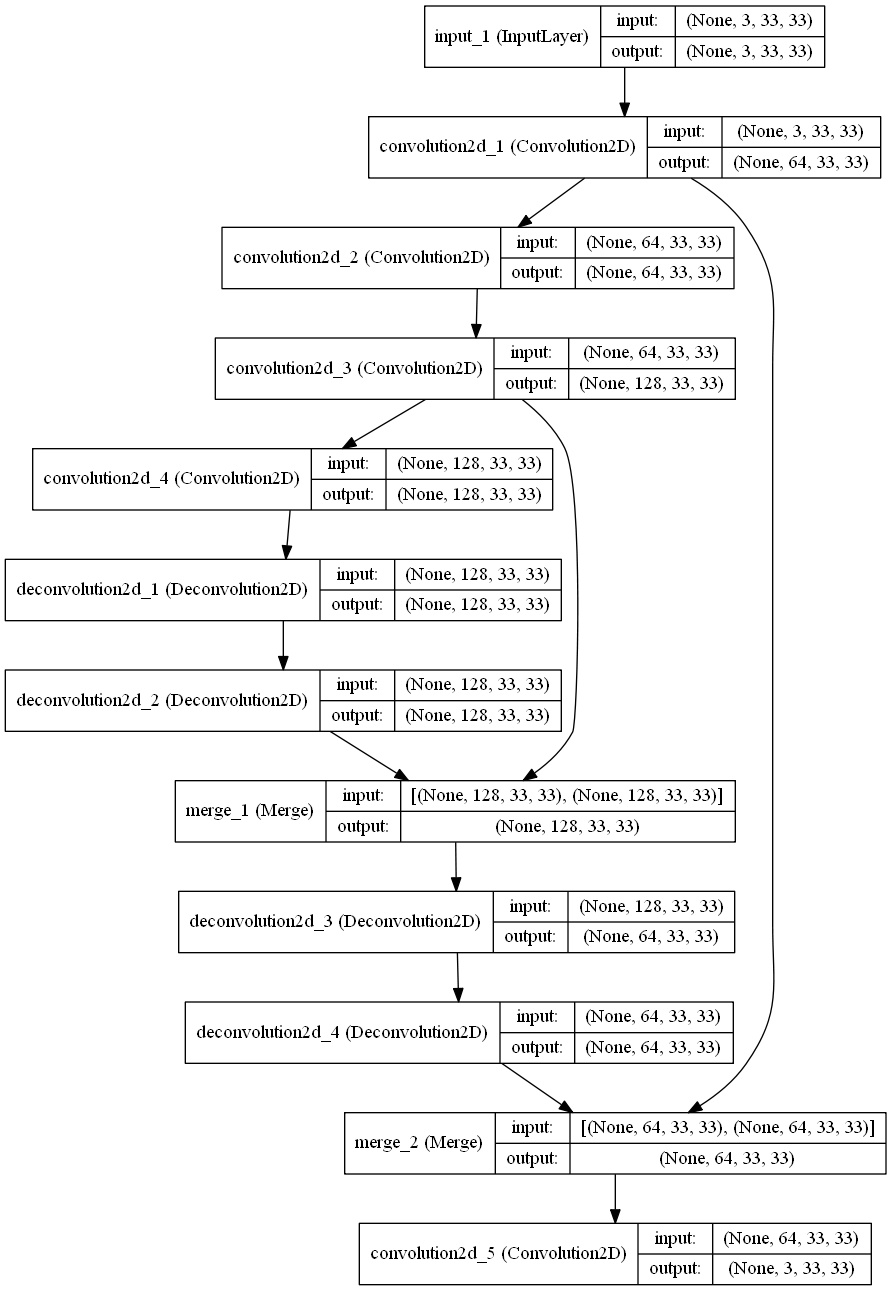 input_1 (InputLayer)
input: (None, 3, 33, 33)
output: (None, 3, 33, 33)
convolution2d_1 (Convolution2D)
input: (None, 3, 33, 33)
output: (None, 64, 33, 33)
convolution2d_2 (Convolution2D)
input: (None, 64, 33, 33)
output: (None, 64, 33, 33)
convolution2d_3 (Convolution2D)
input: (None, 64, 33, 33)
output: (None, 128, 33, 33)
convolution2d_4 (Convolution2D)
input: (None, 128, 33, 33)
output: (None, 128, 33, 33)
deconvolution2d_1 (Deconvolution2D)
input: (None, 128, 33, 33)
output: (None, 128, 33, 33)
deconvolution2d_2 (Deconvolution2D)
input: (None, 128, 33, 33)
output: (None, 128, 33, 33)
merge_1 (Merge)
input: [(None, 128, 33, 33), (None, 128, 33, 33)]
output: (None, 128, 33, 33)
deconvolution2d_3 (Deconvolution2D)
input: (None, 128, 33, 33)
output: (None, 64, 33, 33)
deconvolution2d_4 (Deconvolution2D)
input: (None, 64, 33, 33)
output: (None, 64, 33, 33)
merge_2 (Merge)
input: [(None, 64, 33, 33), (None, 64, 33, 33)]
output: (None, 64, 33, 33)
convolution2d_5 (Convolution2D)
input: (None, 64, 33, 33)
output: (None, 3, 33, 33)